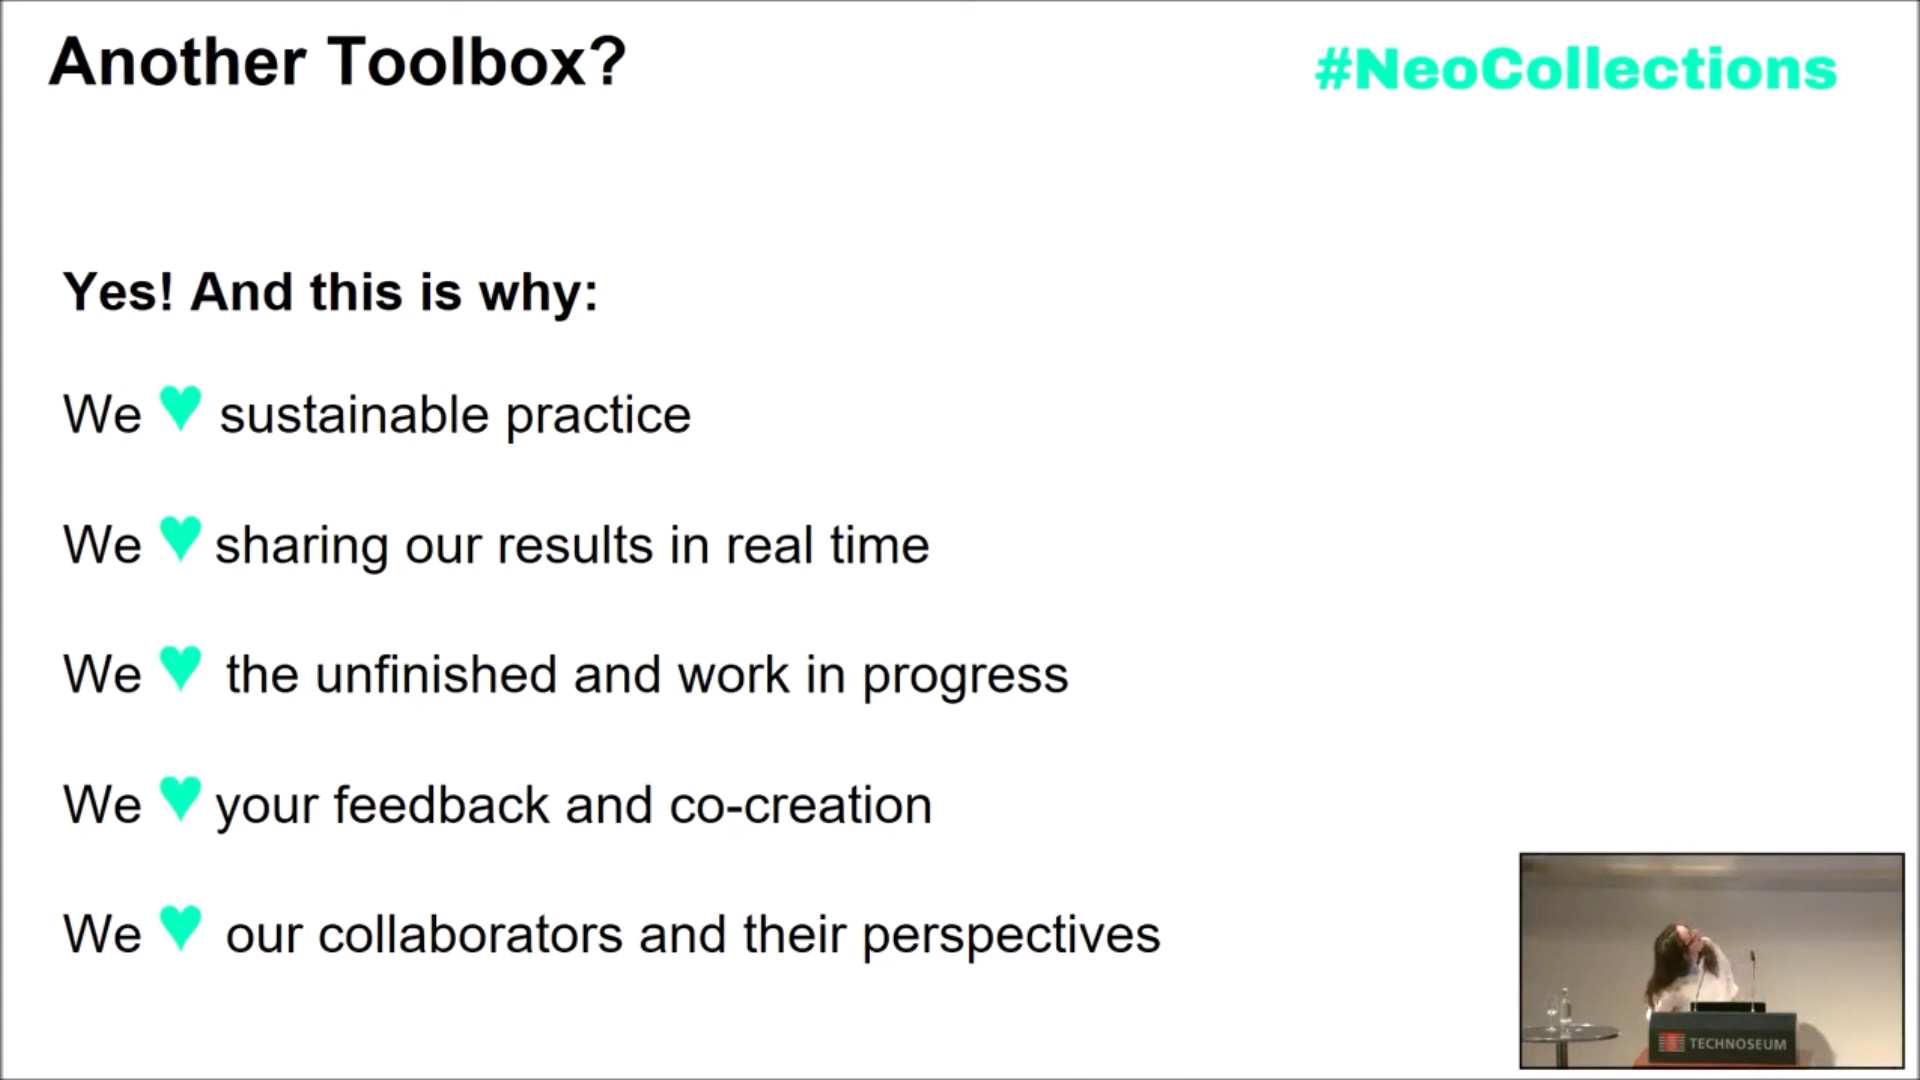 Another Toolbox?
#NeoCollections
Yes! And this is why:
We ♥ sustainable practice
We ♥ sharing our results in real time
We ♥ the unfinished and work in progress
We ♥ your feedback and co-creation
We ♥ our collaborators and their perspectives
TECHNOSEUM